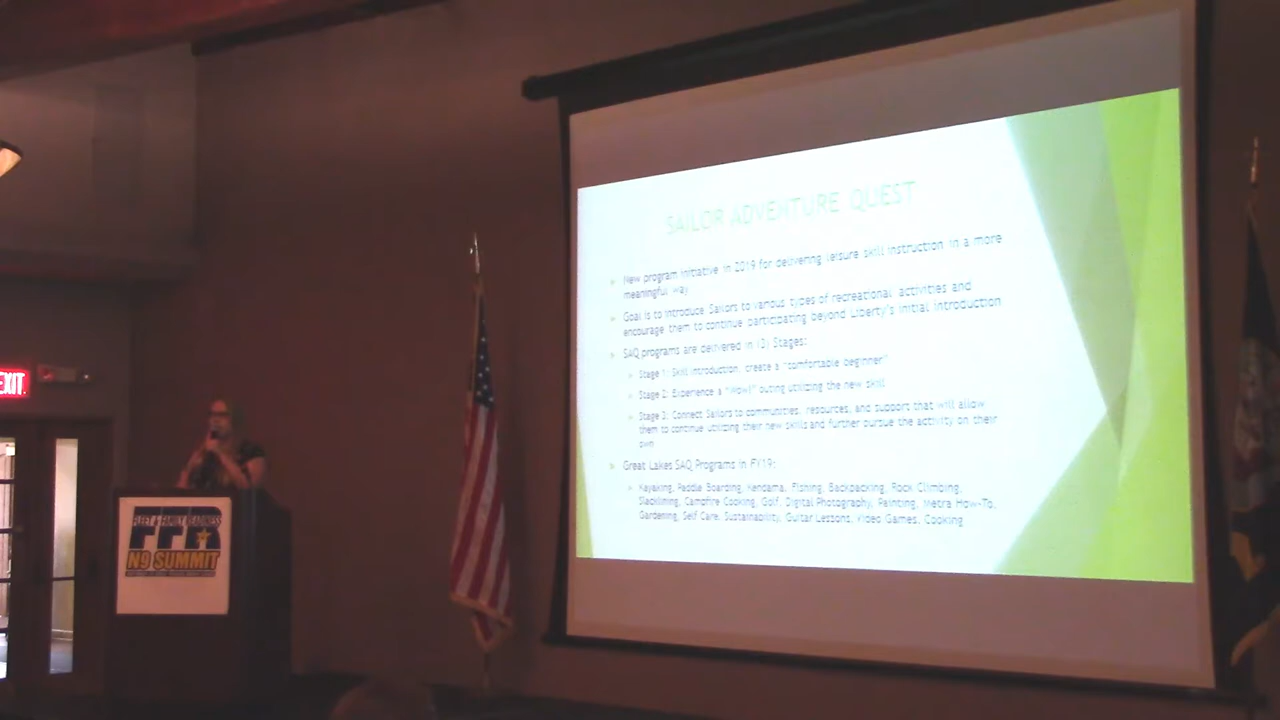 SAILOR ADVENTURE QUEST
New program initiative in 2019 for delivering leisure skill instruction in a more
meaningful way
Goal is to introduce Sailors to various types of recreational activities and
encourage them to continue participating beyond Liberty's initial introduction
SAQ programs are delivered in (3) Stages:
Stage 1: Skill introduction, create a "comfortable beginner"
Stage 2: Experience a "Wow!" outing utilizing the new skill
Stage 3: Connect Sailors to communities, resources, and support that will allow
them to continue utilizing their new skills and further pursue the activity on their
own
Great Lakes SAQ Programs in FY19:
Kayaking, Paddle Boarding, Kendama, Fishing, Backpacking, Rock Climbing,
Slacklining, Campfire Cooking, Golf, Digital Photography, Painting, Metra How-To,
Gardening, Self Care, Sustainability, Guitar Lessons, Video Games, Cooking
EXIT
FLEET & FAMILY READINESS
FFR
N9 SUMMIT